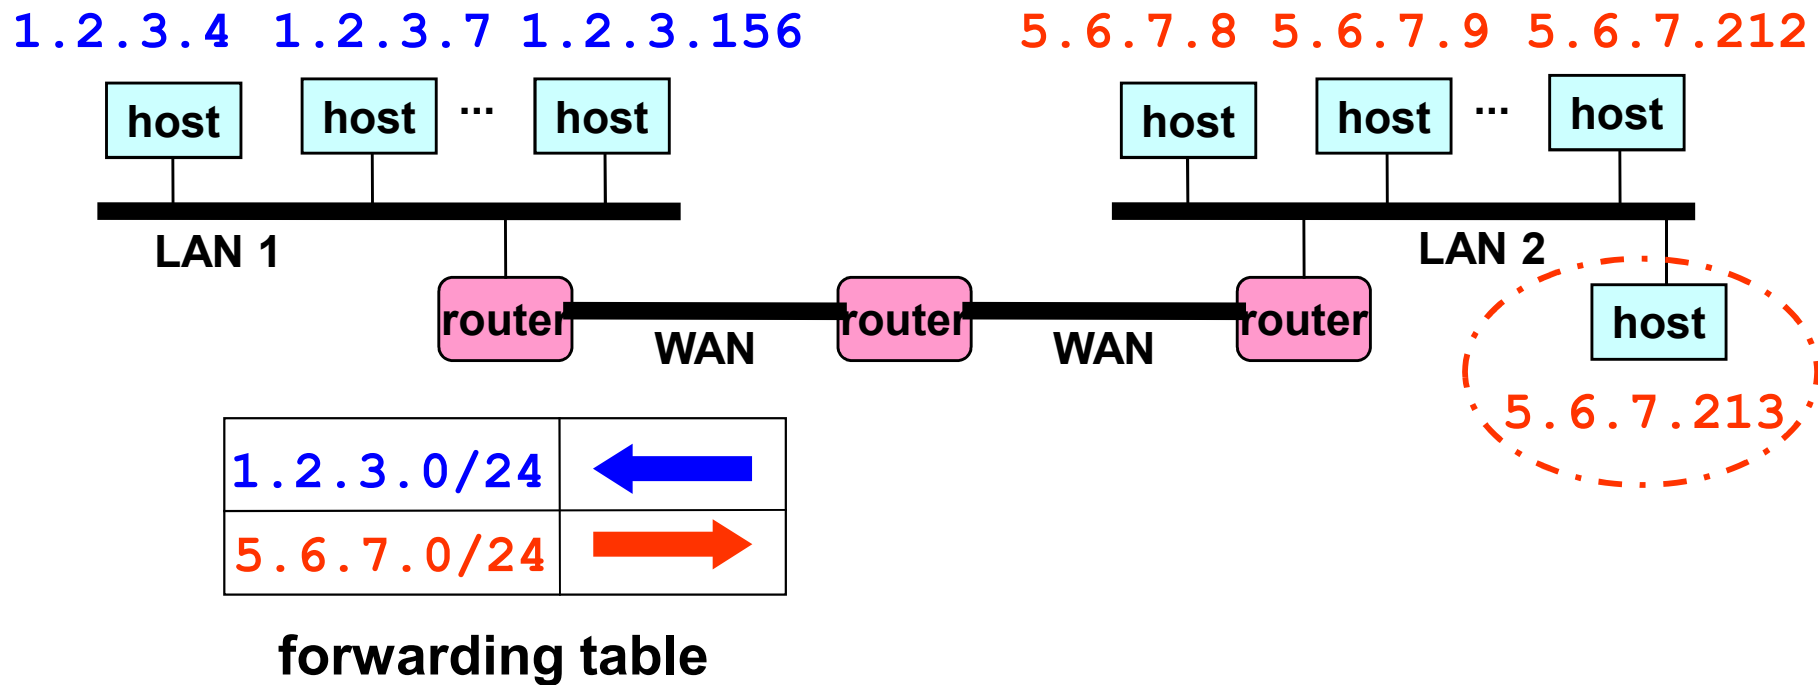 1.2.3.4 1.2.3.7 1.2.3.156 5.6.7.8 5.6.7.9 5.6.7.212
host host ... host host host ... host
LAN 1 LAN 2
router router router host
WAN WAN
5.6.7.213
1.2.3.0/24
5.6.7.0/24
forwarding table